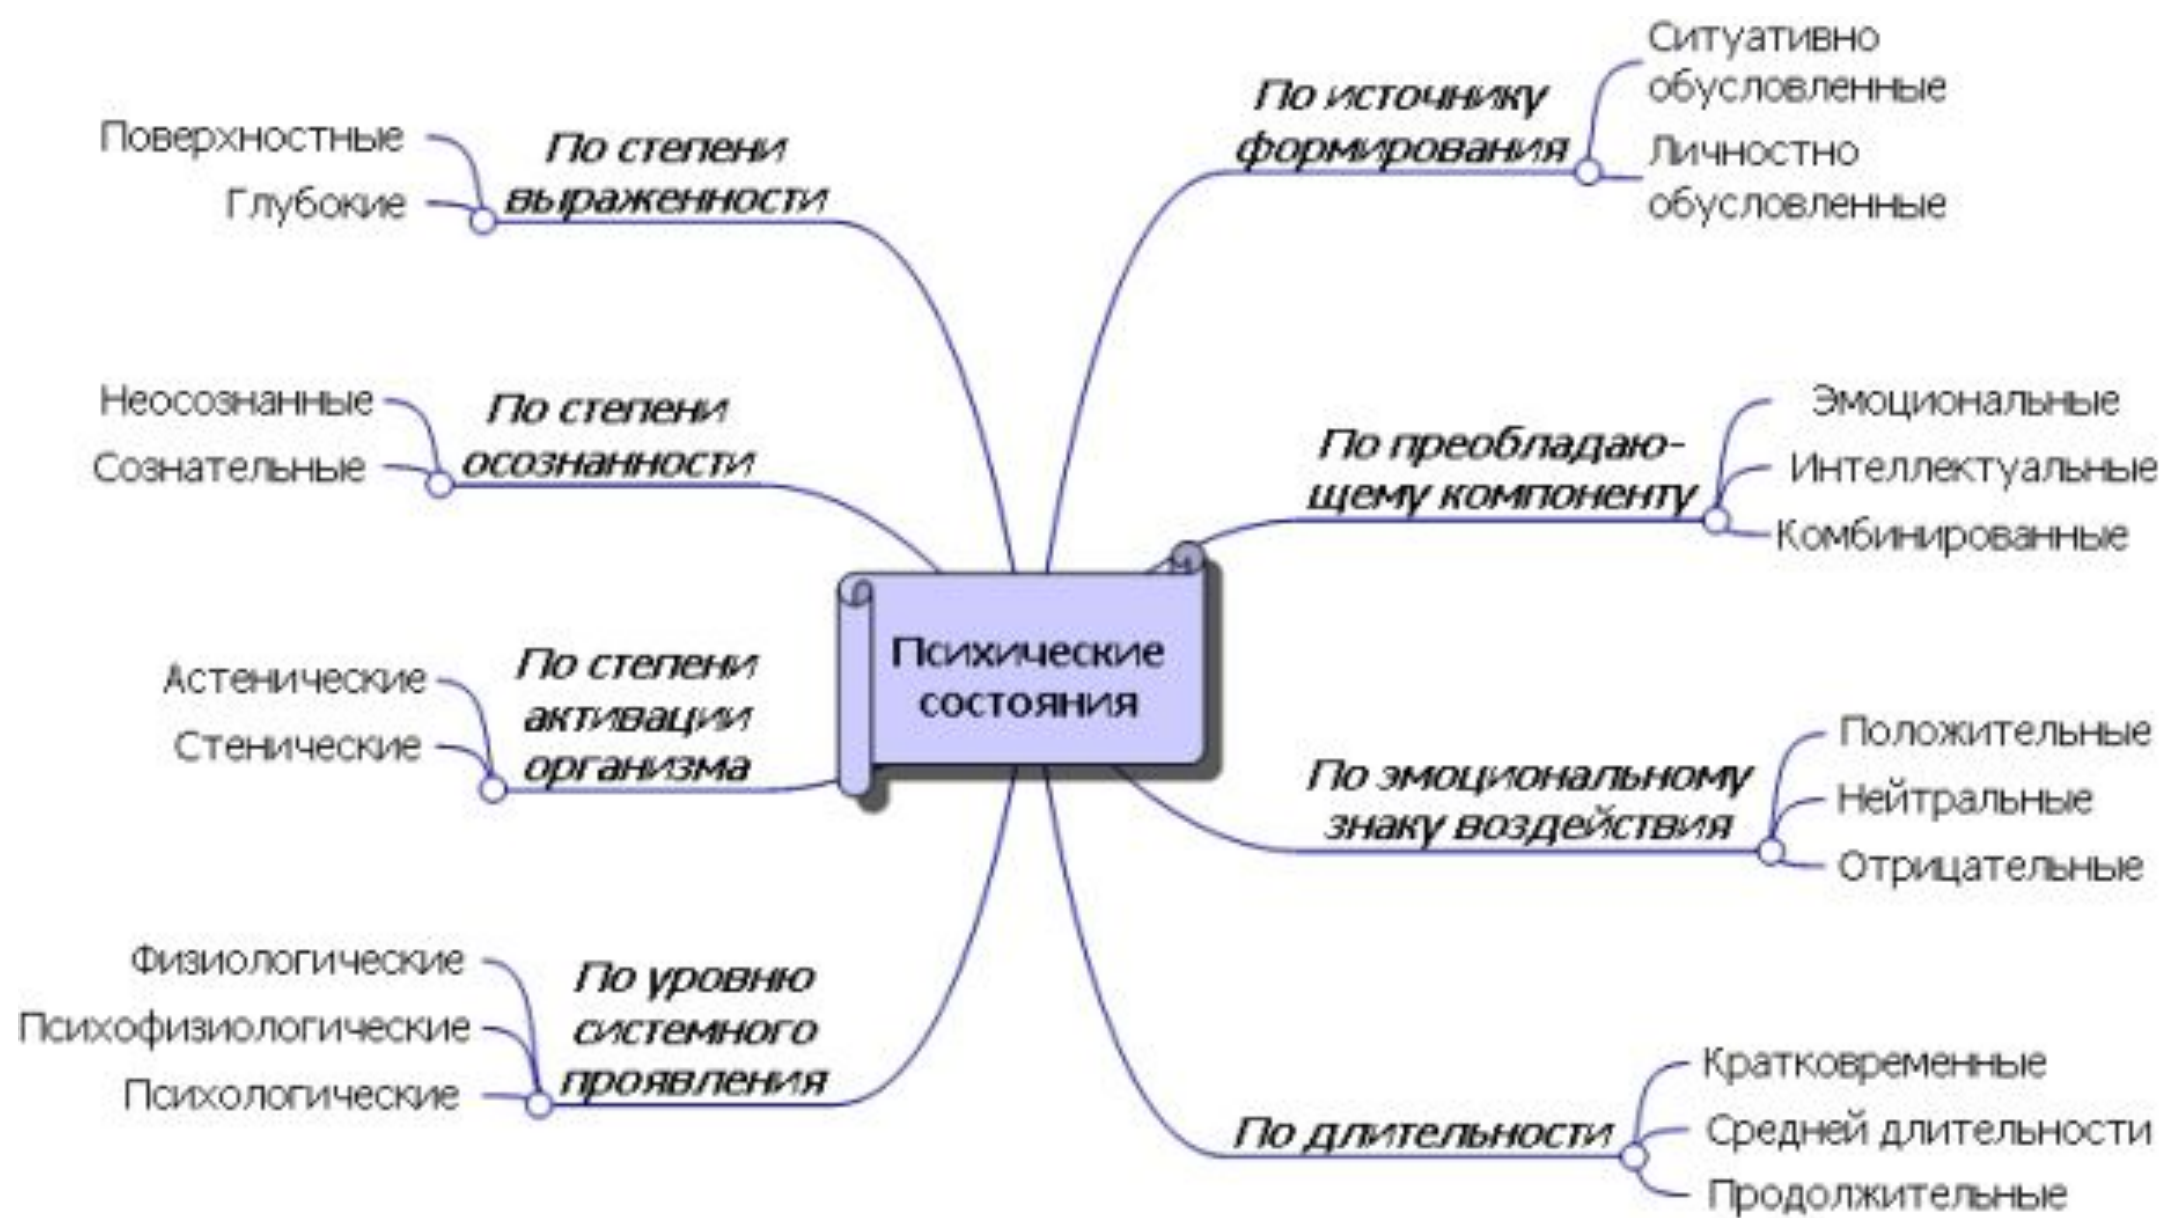 Ситуативно
обусловленные
По источнику
формирования
Личностно
обусловленные
Поверхностные
Глубокие
По степени
выраженности
Неосознанные
Сознательные
По степени
осознанности
По преобладаю-
щему компоненту
Эмоциональные
Интеллектуальные
Комбинированные
Психические
состояния
Астенические
Стенические
По степени
активации
организма
По эмоциональному
знаку воздействия
Положительные
Нейтральные
Отрицательные
Физиологические
Психофизиологические
Психологические
По уровню
системного
проявления
По длительности
Кратковременные
Средней длительности
Продолжительные